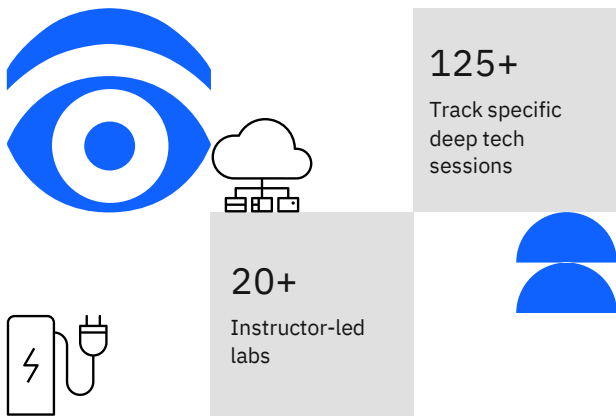 125+
Track specific
deep tech
sessions
20+
Instructor-led
labs